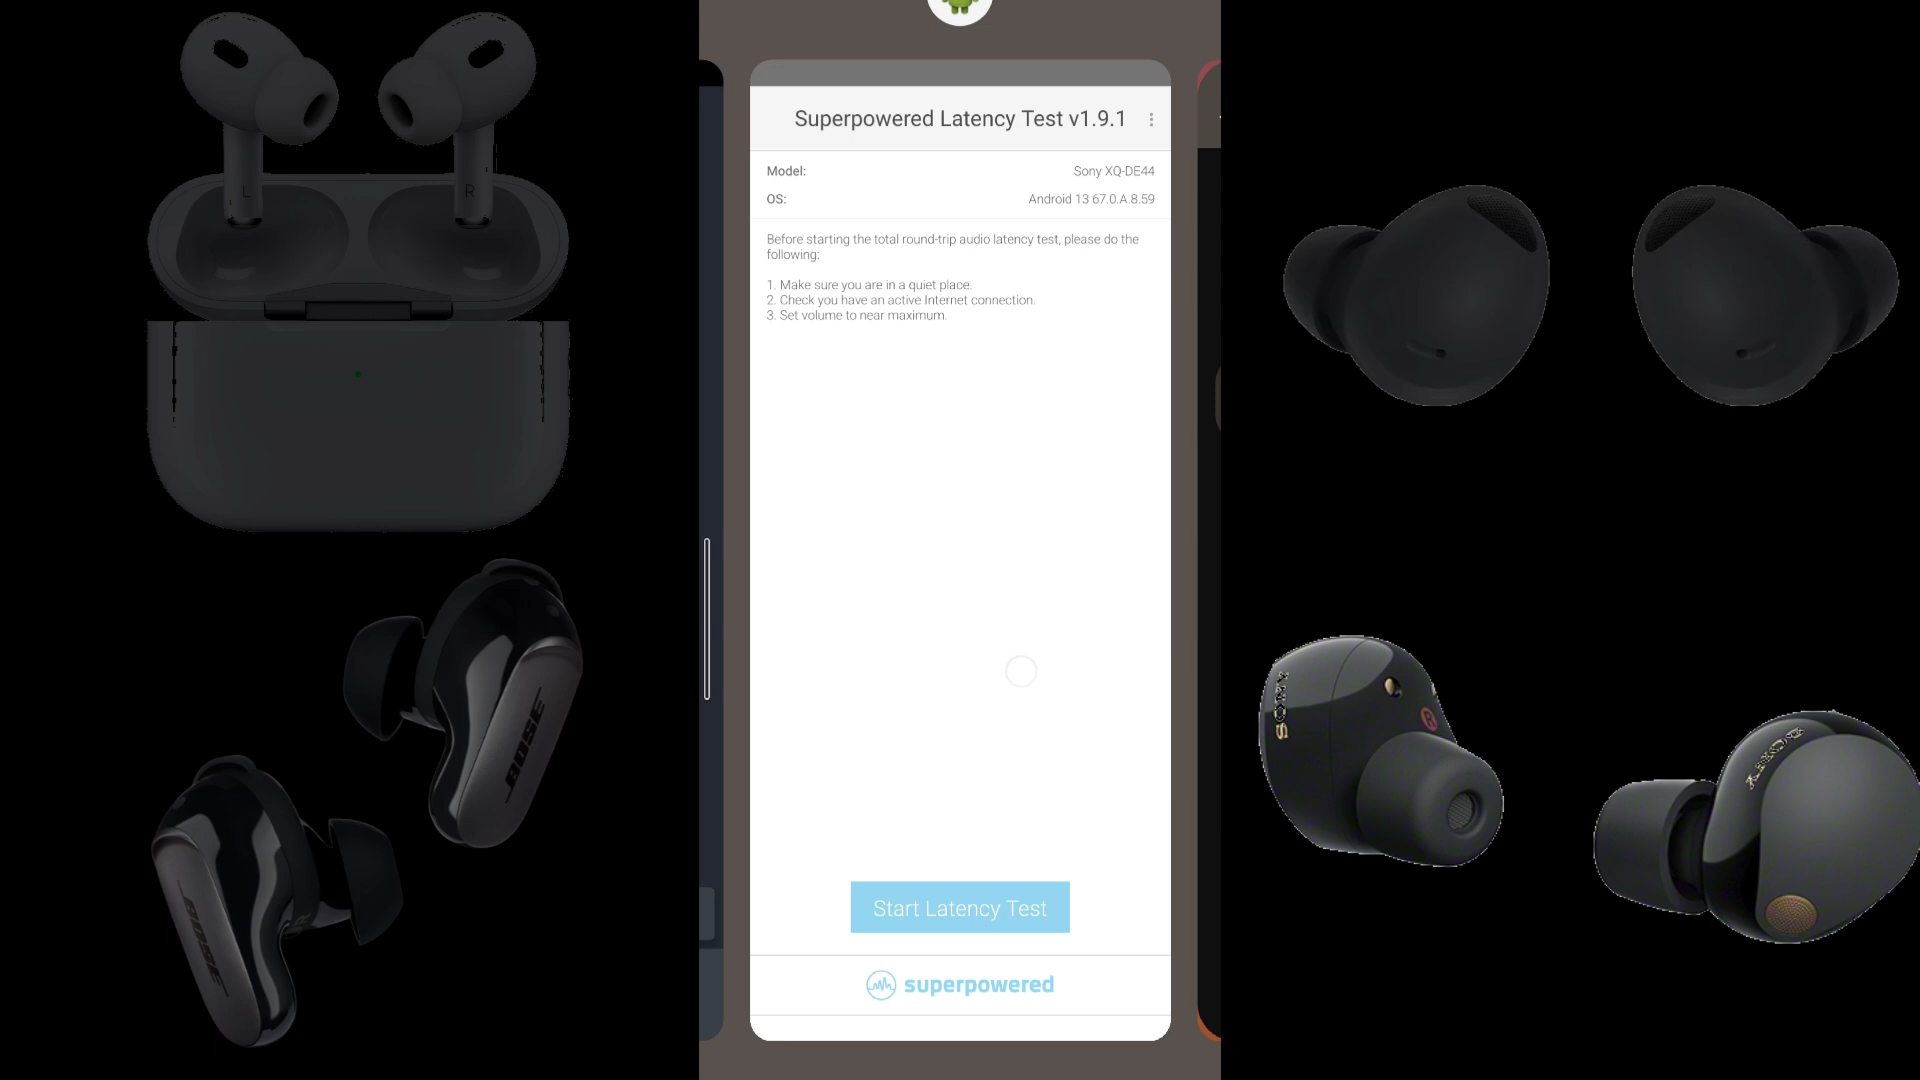 L
R
BOSE
BOSE
Superpowered Latency Test v1.9.1
Model:
Sony XQ-DE44
OS:
Android 13 67.0.A.8.59
Before starting the total round-trip audio latency test, please do the
following:
1. Make sure you are in a quiet place.
2. Check you have an active Internet connection.
3. Set volume to near maximum.
Start Latency Test
superpowered
SONY
R
SONY